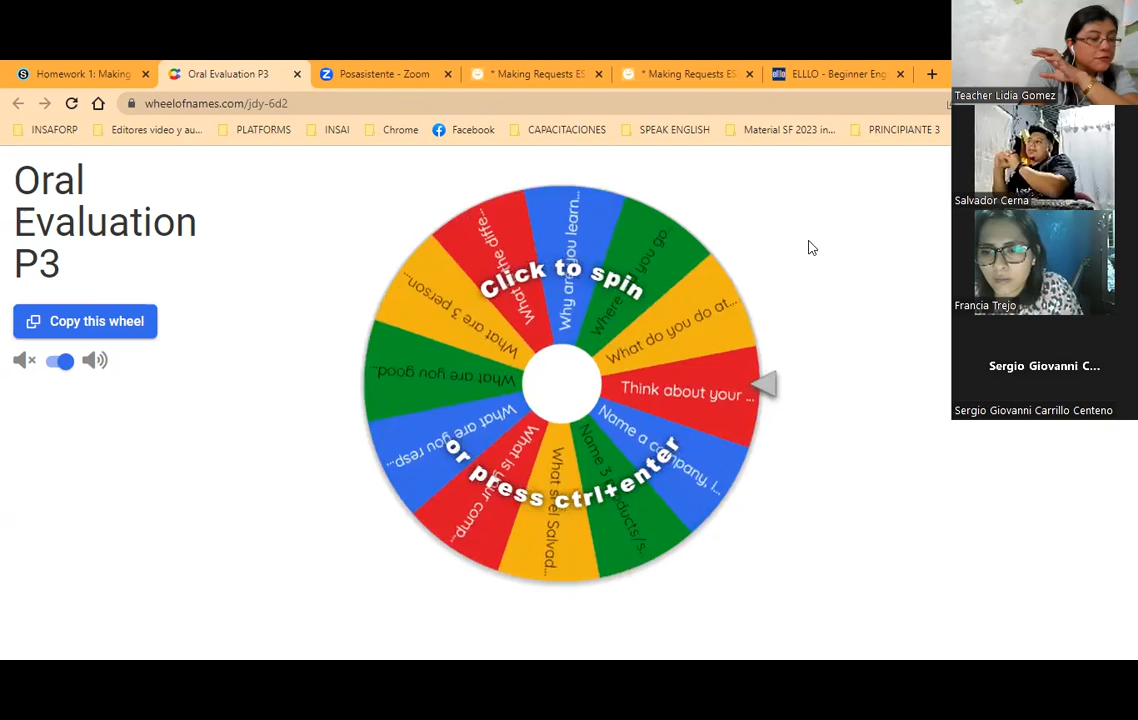 Homework 1: Making
Oral Evaluation P3
Posasistente - Zoom
* Making Requests ES
* Making Requests ES
ELLLO - Beginner Eng
wheelofnames.com/jdy-6d2
INSAFORP
Editores video y au...
PLATFORMS
INSAI
Chrome
Facebook
CAPACITACIONES
SPEAK ENGLISH
Material SF 2023 in...
PRINCIPIANTE 3
Oral
Evaluation
P3
Copy this wheel
Click to spin
or press ctrl+enter
Why are you learn...
Where you go...
What do you do at...
Think about your ...
Name a company, i...
Name 3 products/s...
What si el Salvad...
What is your comp...
What are you resp...
What are you good...
What are 3 person...
What the diffe...
Teacher Lidia Gomez
Salvador Cerna
Francia Trejo
Sergio Giovanni C...
Sergio Giovanni Carrillo Centeno